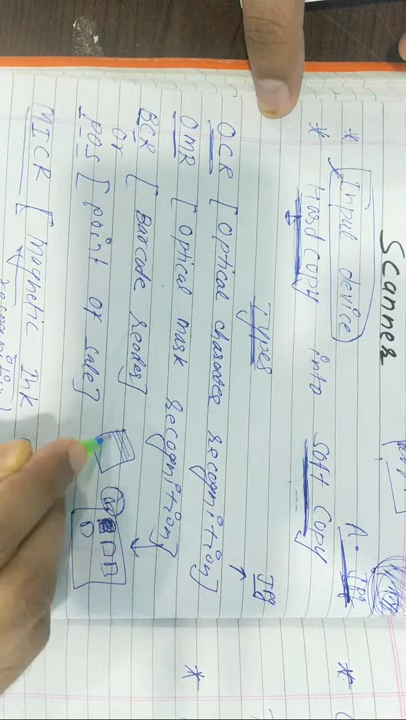 Scanner
* Input device
* Hard copy into Soft Copy
Types
OCR [Optical character recognition]
OMR [Optical mark recognition]
BCR [Barcode reader]
or
POS [point of sale]
MICR [Magnetic Ink